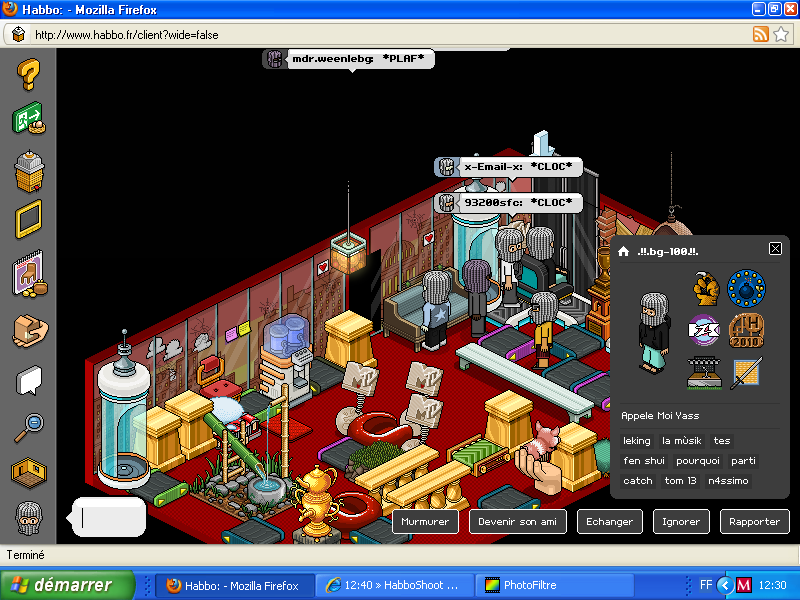 Habbo: - Mozilla Firefox
http://www.habbo.fr/client?wide=false
mdr.weenlebg: *PLAF*
x-Email-x: *CLOC*
93200sfc: *CLOC*
.!!.bg-100.!!.
2010
Appele Moi Yass
leking la mùsik tes
fen shui pourquoi parti
catch tom 13 n4ssimo
Murmurer Devenir son ami Echanger Ignorer Rapporter
Terminé
démarrer Habbo: - Mozilla Firefox 12:40 » HabboShoot ... PhotoFiltre FF M 12:30